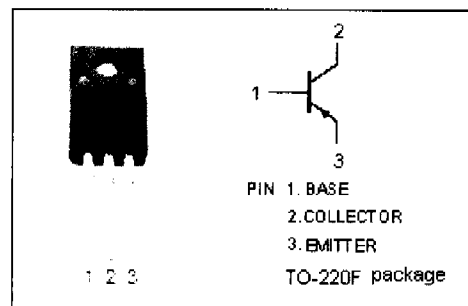 2
1
3
PIN 1. BASE
2. COLLECTOR
3. EMITTER
1 2 3
TO-220F package